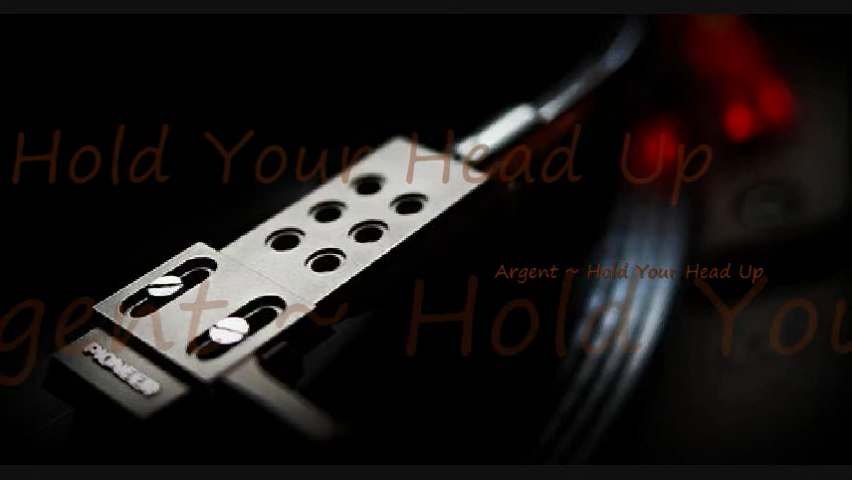 Hold Your Head Up
Argent ~ Hold Your Head Up
gent ~ Hold You
PIONEER